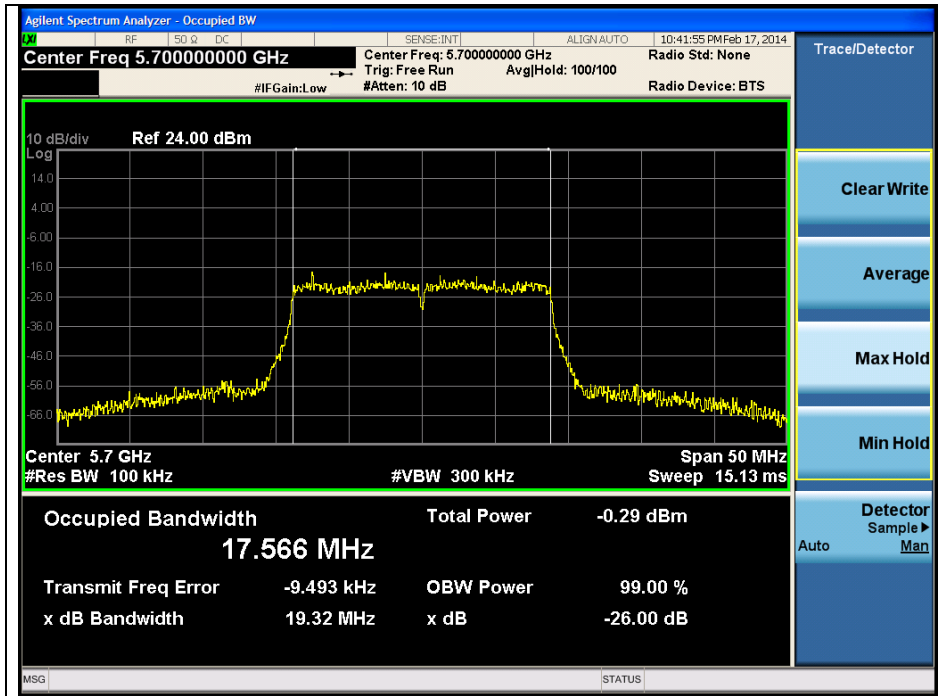 Agilent Spectrum Analyzer - Occupied BW
LXI RF 50 Ω DC SENSE:INT ALIGN AUTO 10:41:55 PM Feb 17, 2014
Center Freq 5.700000000 GHz
Center Freq: 5.700000000 GHz
Radio Std: None
Trig: Free Run Avg|Hold: 100/100
#IFGain:Low
#Atten: 10 dB
Radio Device: BTS
Trace/Detector
10 dB/div Ref 24.00 dBm
Log
14.0
4.00
-6.00
-16.0
-26.0
-36.0
-46.0
-56.0
-66.0
Center 5.7 GHz
Span 50 MHz
#Res BW 100 kHz
#VBW 300 kHz
Sweep 15.13 ms
Clear Write
Average
Max Hold
Min Hold
Detector
Sample▶
Auto Man
Occupied Bandwidth
17.566 MHz
Total Power -0.29 dBm
Transmit Freq Error -9.493 kHz
OBW Power 99.00 %
x dB Bandwidth 19.32 MHz
x dB -26.00 dB
MSG
STATUS